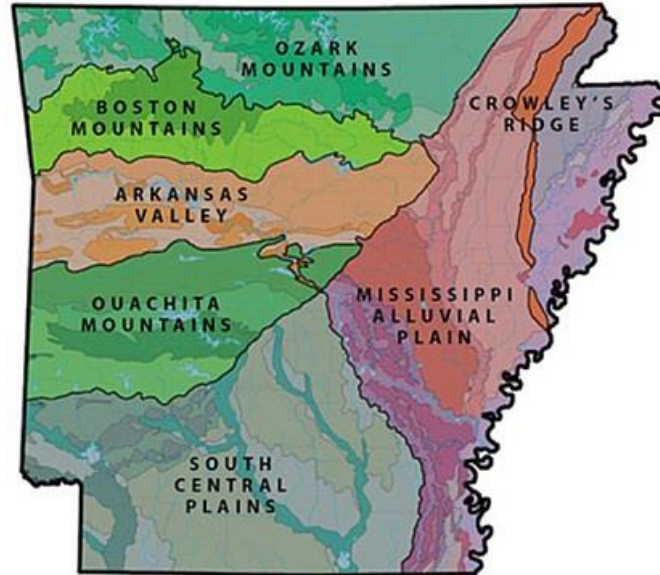 OZARK
MOUNTAINS
BOSTON
MOUNTAINS
CROWLEY'S
RIDGE
ARKANSAS
VALLEY
OUACHITA
MOUNTAINS
MISSISSIPPI
ALLUVIAL
PLAIN
SOUTH
CENTRAL
PLAINS